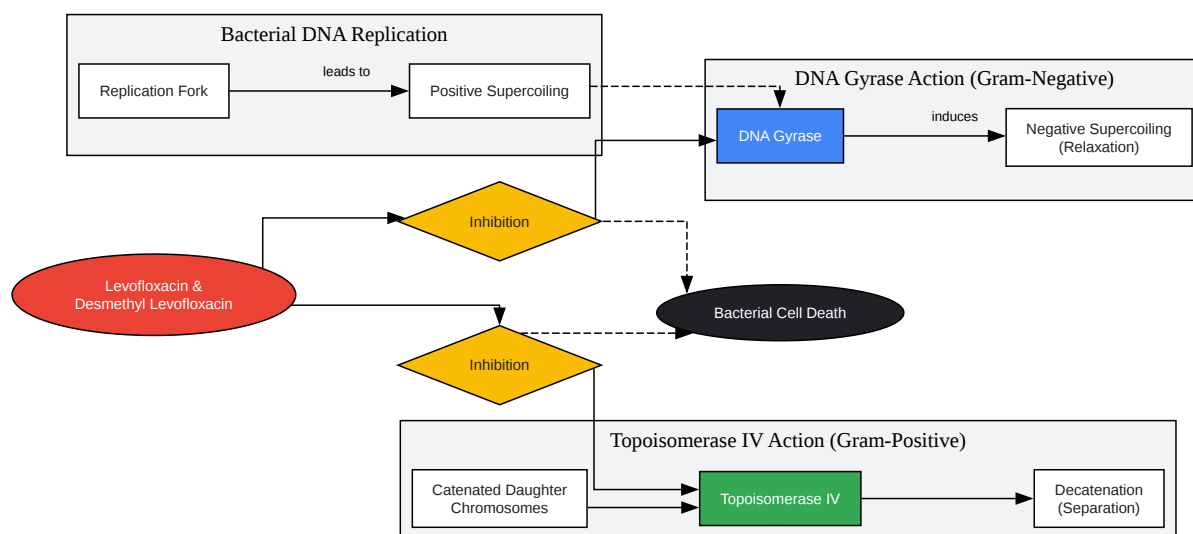 Bacterial DNA Replication
Replication Fork
leads to
Positive Supercoiling
DNA Gyrase Action (Gram-Negative)
DNA Gyrase
induces
Negative Supercoiling
(Relaxation)
Inhibition
Levofloxacin &
Desmethyl Levofloxacin
Bacterial Cell Death
Inhibition
Topoisomerase IV Action (Gram-Positive)
Catenated Daughter
Chromosomes
Topoisomerase IV
Decatenation
(Separation)